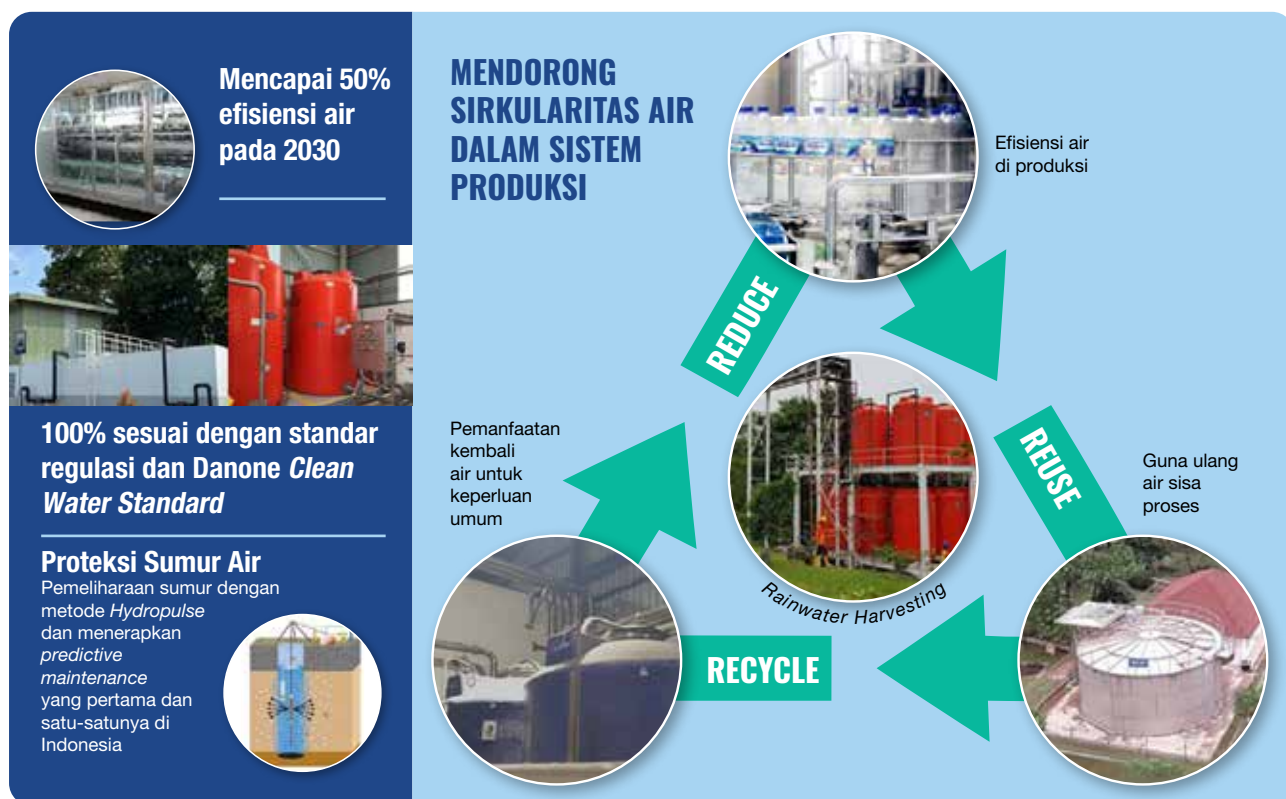 Mencapai 50%
efisiensi air
pada 2030
100% sesuai dengan standar
regulasi dan Danone Clean
Water Standard
Proteksi Sumur Air
Pemeliharaan sumur dengan
metode Hydropulse
dan menerapkan
predictive
maintenance
yang pertama dan
satu-satunya di
Indonesia
MENDORONG
SIRKULARITAS AIR
DALAM SISTEM
PRODUKSI
Efisiensi air
di produksi
REDUCE
REUSE
Guna ulang
air sisa
proses
Pemanfaatan
kembali
air untuk
keperluan
umum
Rainwater Harvesting
RECYCLE